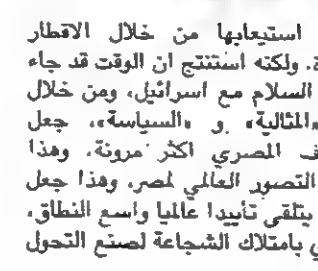 استيعابها من خلال الاقطار
ة. ولكنه استنتج ان الوقت قد جاء
السلام مع اسرائيل، ومن خلال
«المثالية» و «السياسة»، جعل
ف المصري اكثر مرونة. وهذا
التصور العالمي لمصر، وهذا جعل
يتلقى تأييدا عالميا واسع النطاق.
ي بامتلاك الشجاعة لصنع التحول